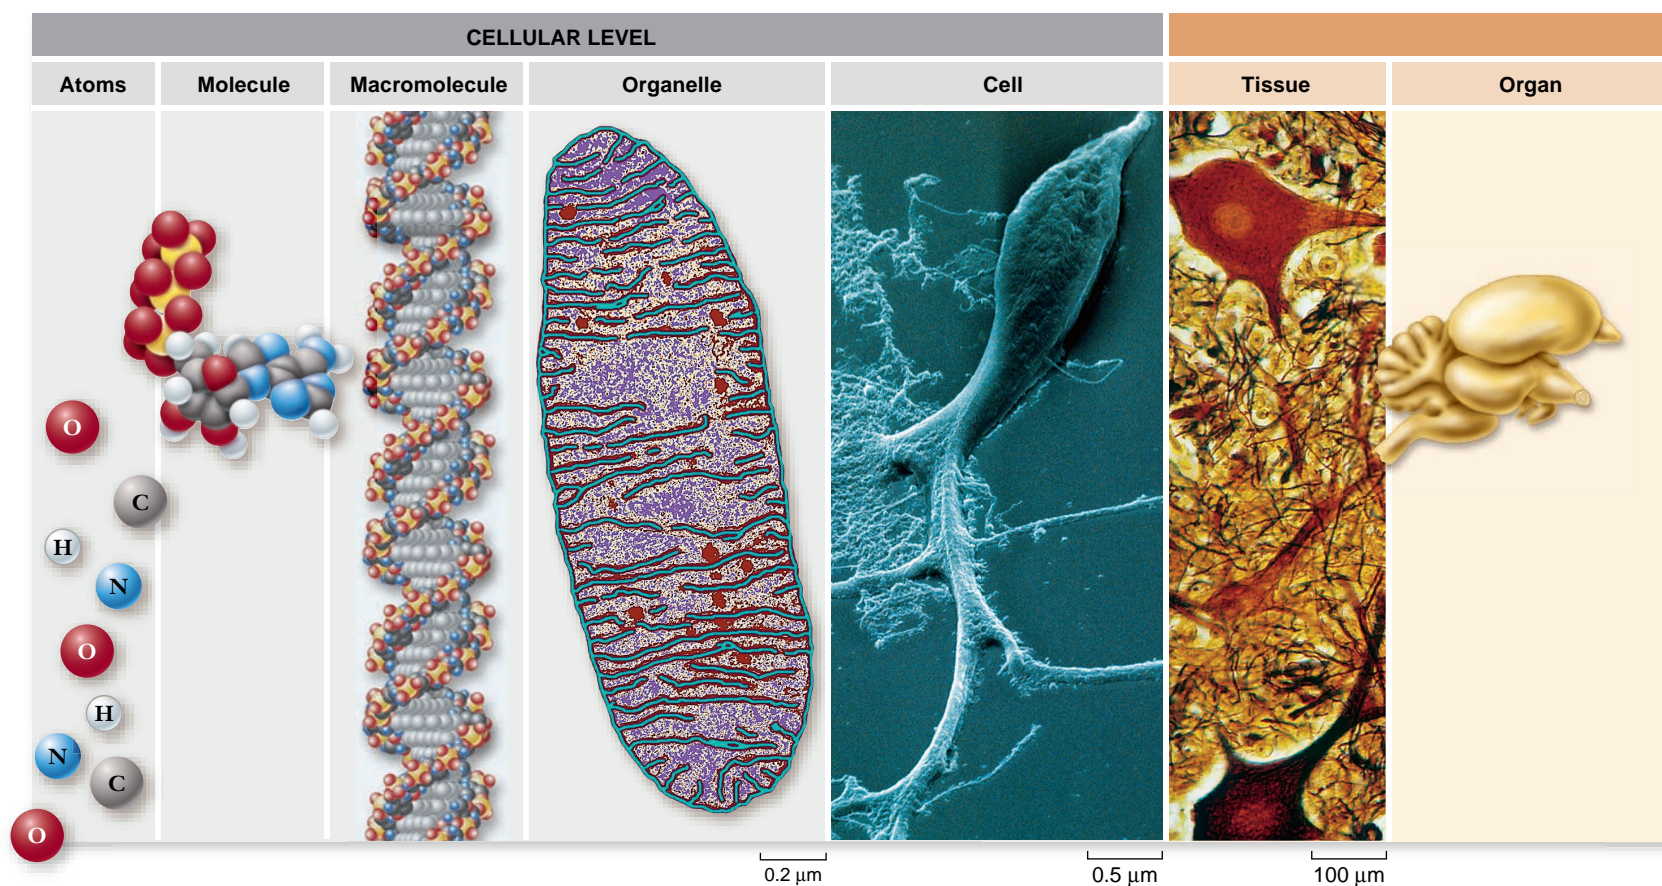 CELLULAR LEVEL
Atoms
Molecule
Macromolecule
Organelle
Cell
Tissue
Organ
O
C
H
N
O
H
N
C
O
0.2 µm
0.5 µm
100 µm